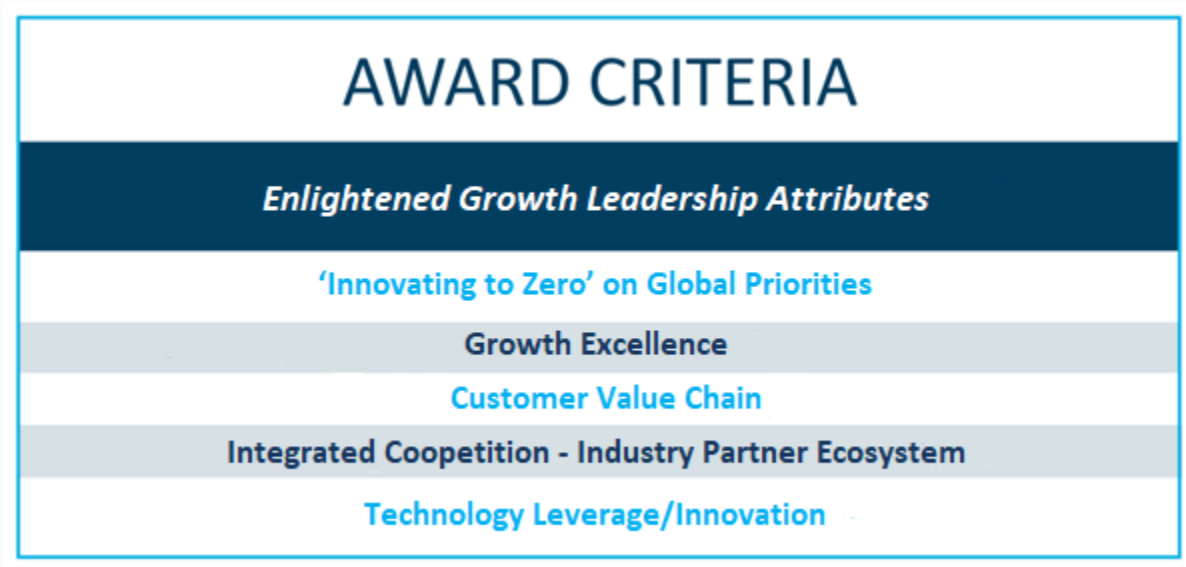 AWARD CRITERIA
Enlightened Growth Leadership Attributes
‘Innovating to Zero’ on Global Priorities
Growth Excellence
Customer Value Chain
Integrated Coopetition - Industry Partner Ecosystem
Technology Leverage/Innovation